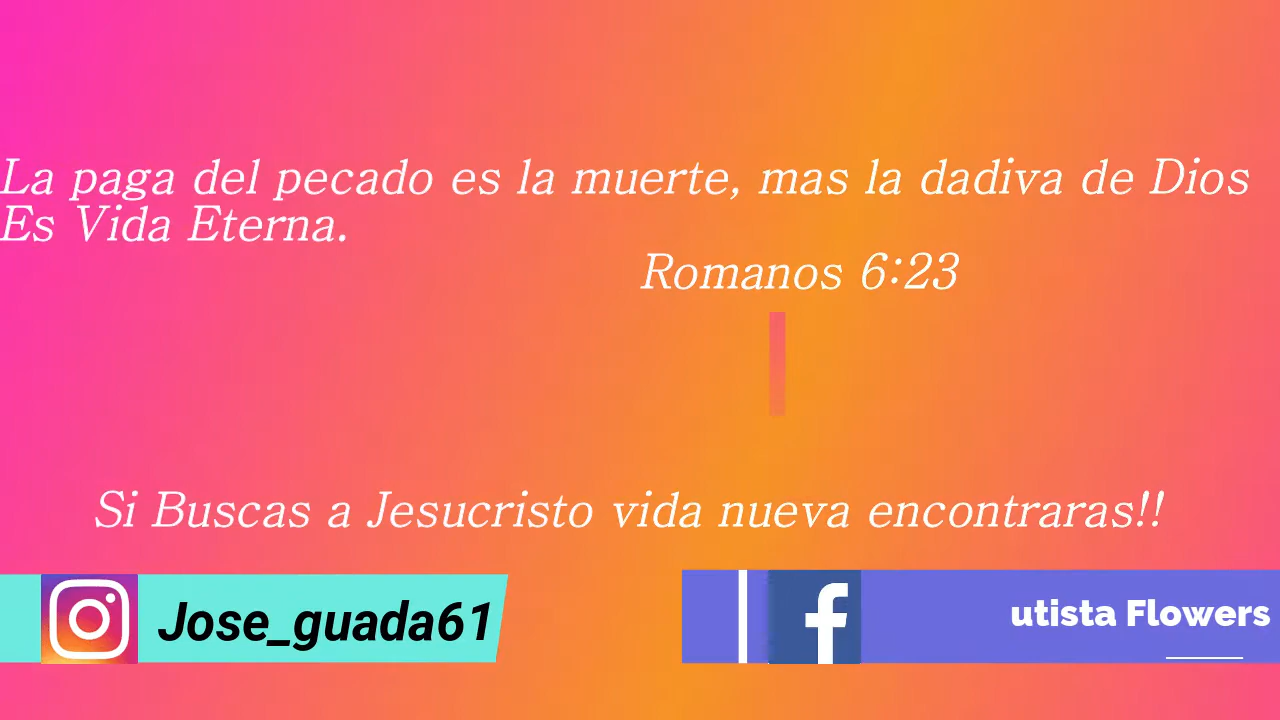 La paga del pecado es la muerte, mas la dadiva de Dios
Es Vida Eterna.
Romanos 6:23
Si Buscas a Jesucristo vida nueva encontraras!!
Jose_guada61
utista Flowers